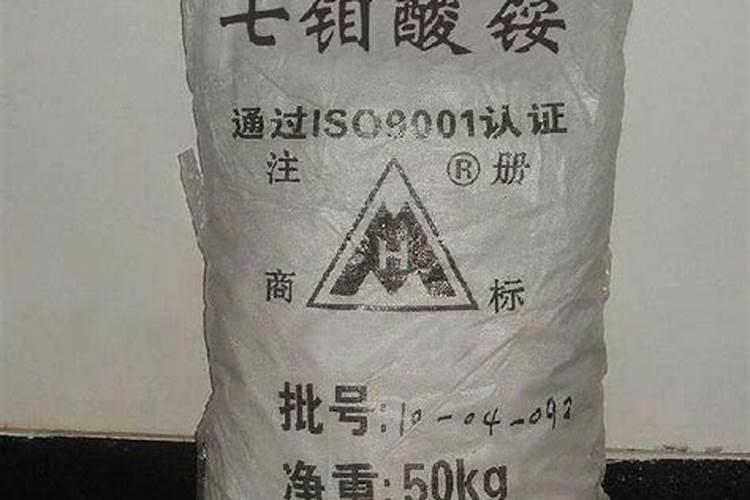 七钼酸铵
通过ISO9001认证
注 ® 册
H
商 标
批号:10-04-092
净重:50kg